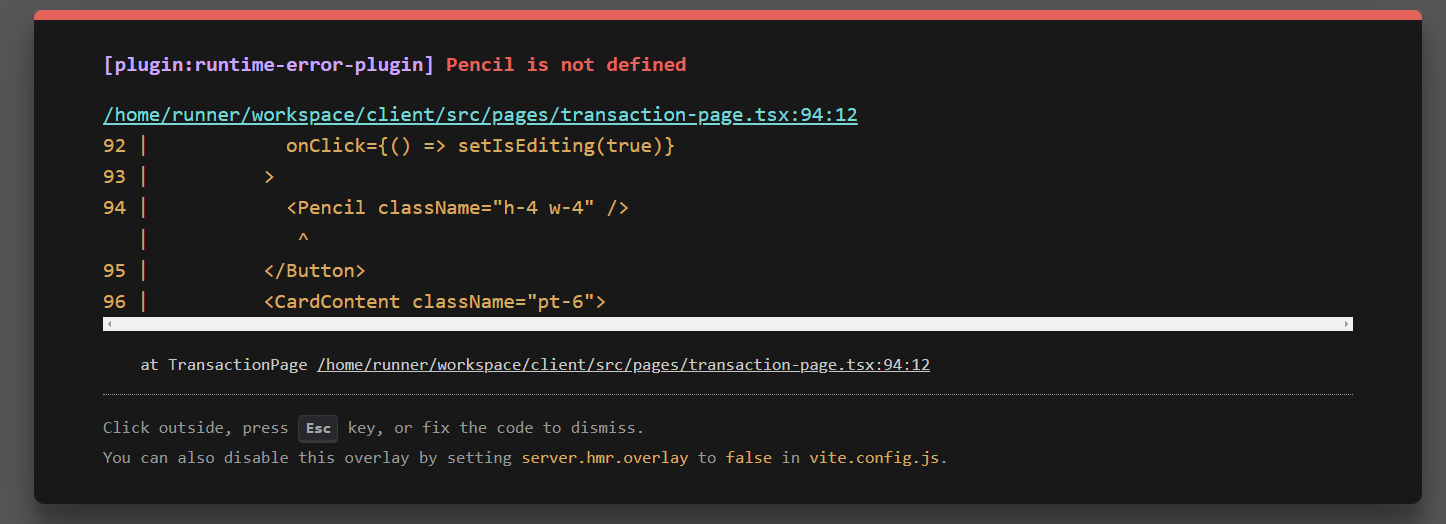 [plugin:runtime-error-plugin] Pencil is not defined
/home/runner/workspace/client/src/pages/transaction-page.tsx:94:12
92 |            onClick={() => setIsEditing(true)}
93 |          >
94 |            <Pencil className="h-4 w-4" />
   |             ^
95 |          </Button>
96 |          <CardContent className="pt-6">
at TransactionPage /home/runner/workspace/client/src/pages/transaction-page.tsx:94:12
Click outside, press Esc key, or fix the code to dismiss.
You can also disable this overlay by setting server.hmr.overlay to false in vite.config.js.